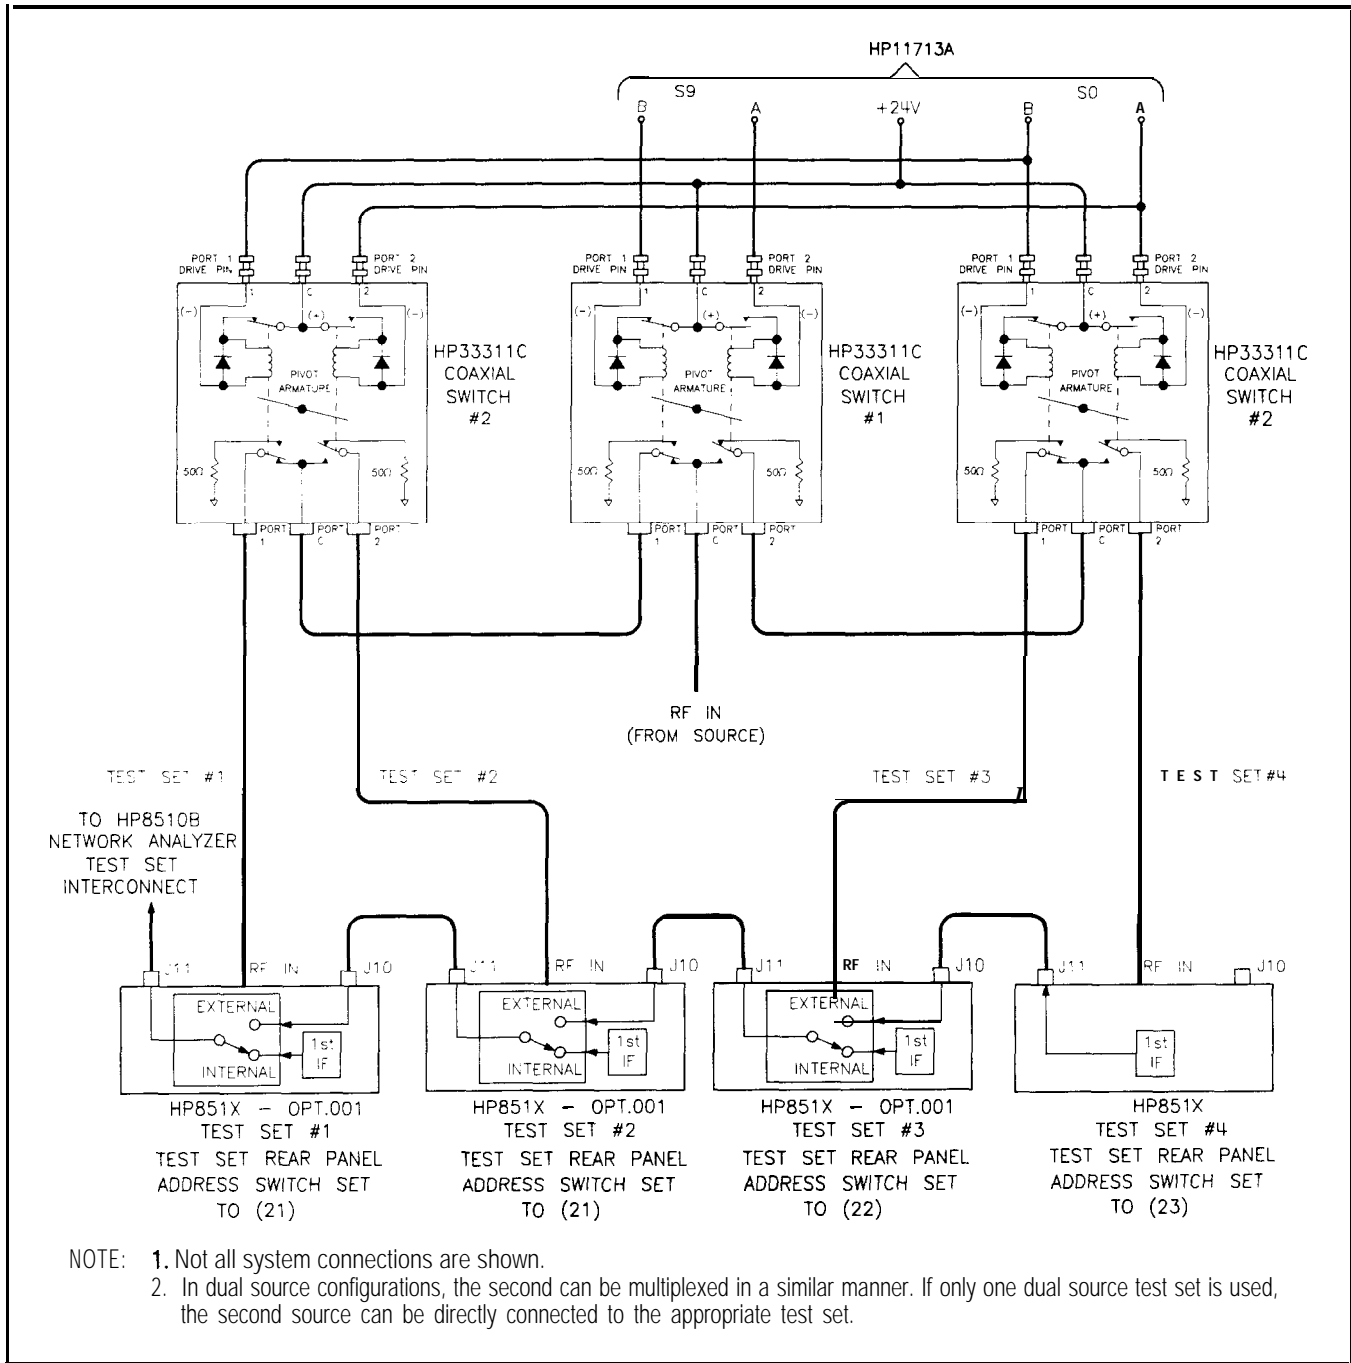 HP11713A
S9
S0
B
A
+24V
B
A
PORT 1
DRIVE PIN
PORT 2
DRIVE PIN
PORT 1
DRIVE PIN
PORT 2
DRIVE PIN
PORT 1
DRIVE PIN
PORT 2
DRIVE PIN
1
C
2
1
C
2
1
C
2
(-)
(+)
(-)
(-)
(+)
(-)
(-)
(+)
(-)
PIVOT
ARMATURE
HP33311C
COAXIAL
SWITCH
#2
PIVOT
ARMATURE
HP33311C
COAXIAL
SWITCH
#1
PIVOT
ARMATURE
HP33311C
COAXIAL
SWITCH
#2
50Ω
50Ω
50Ω
50Ω
50Ω
50Ω
PORT
1
PORT
C
PORT
2
PORT
1
PORT
C
PORT
2
PORT
1
PORT
C
PORT
2
RF IN
(FROM SOURCE)
TEST SET #1
TEST SET #2
TEST SET #3
TEST SET #4
TO HP8510B
NETWORK ANALYZER
TEST SET
INTERCONNECT
J11
RF IN
J10
J11
RF IN
J10
J11
RF IN
J10
J11
RF IN
J10
EXTERNAL
INTERNAL
1st
IF
EXTERNAL
INTERNAL
1st
IF
EXTERNAL
INTERNAL
1st
IF
1st
IF
HP851X - OPT.001
TEST SET #1
TEST SET REAR PANEL
ADDRESS SWITCH SET
TO (21)
HP851X - OPT.001
TEST SET #2
TEST SET REAR PANEL
ADDRESS SWITCH SET
TO (21)
HP851X - OPT.001
TEST SET #3
TEST SET REAR PANEL
ADDRESS SWITCH SET
TO (22)
HP851X
TEST SET #4
TEST SET REAR PANEL
ADDRESS SWITCH SET
TO (23)
NOTE: 1. Not all system connections are shown.
2. In dual source configurations, the second can be multiplexed in a similar manner. If only one dual source test set is used,
the second source can be directly connected to the appropriate test set.